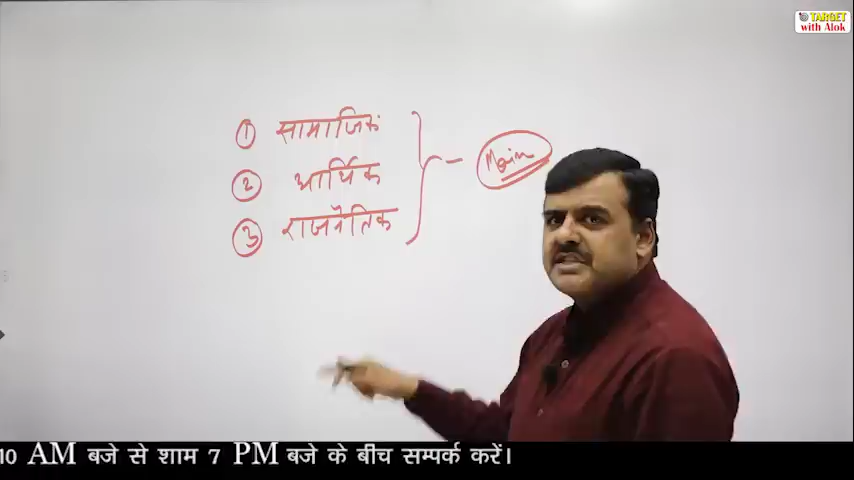 TARGET
with Alok
① सामाजिक
② आर्थिक
③ राजनैतिक
Main
10 AM बजे से शाम 7 PM बजे के बीच सम्पर्क करें।